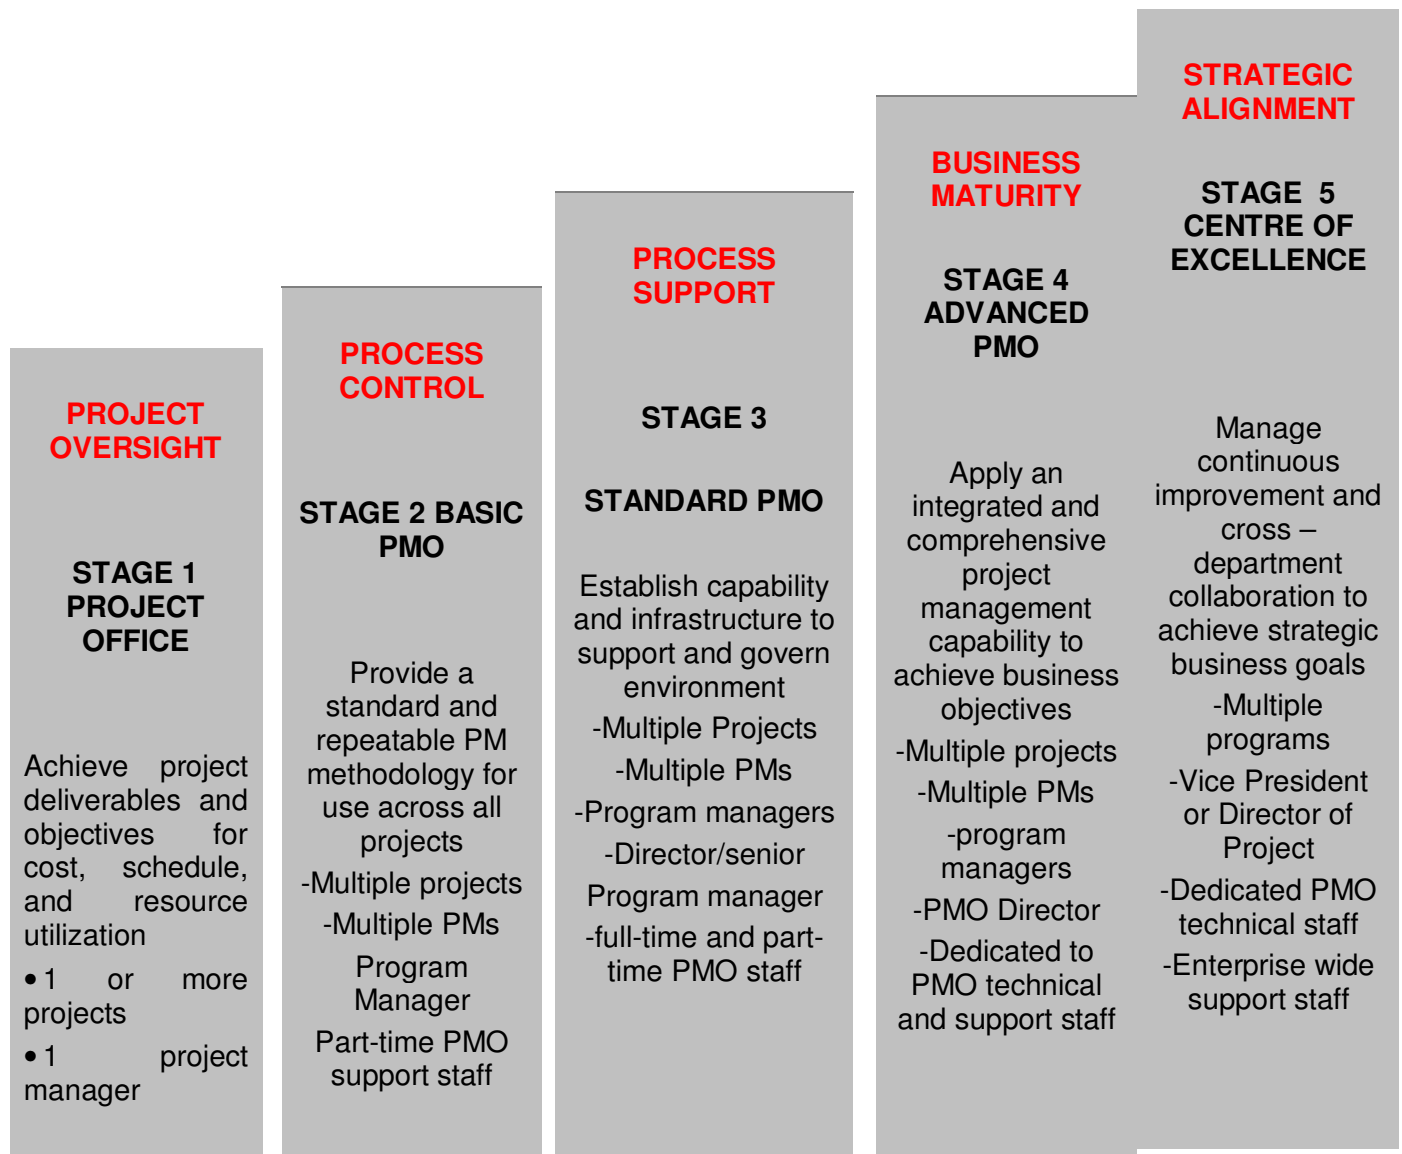 PROJECT
OVERSIGHT
STAGE 1
PROJECT
OFFICE
Achieve project
deliverables and
objectives for
cost, schedule,
and resource
utilization
•1 or more
projects
•1 project
manager
PROCESS
CONTROL
STAGE 2 BASIC
PMO
Provide a
standard and
repeatable PM
methodology for
use across all
projects
-Multiple projects
-Multiple PMs
Program
Manager
Part-time PMO
support staff
PROCESS
SUPPORT
STAGE 3
STANDARD PMO
Establish capability
and infrastructure to
support and govern
environment
-Multiple Projects
-Multiple PMs
-Program managers
-Director/senior
Program manager
-full-time and part-
time PMO staff
BUSINESS
MATURITY
STAGE 4
ADVANCED
PMO
Apply an
integrated and
comprehensive
project
management
capability to
achieve business
objectives
-Multiple projects
-Multiple PMs
-program
managers
-PMO Director
-Dedicated to
PMO technical
and support staff
STRATEGIC
ALIGNMENT
STAGE 5
CENTRE OF
EXCELLENCE
Manage
continuous
improvement and
cross –
department
collaboration to
achieve strategic
business goals
-Multiple
programs
-Vice President
or Director of
Project
-Dedicated PMO
technical staff
-Enterprise wide
support staff